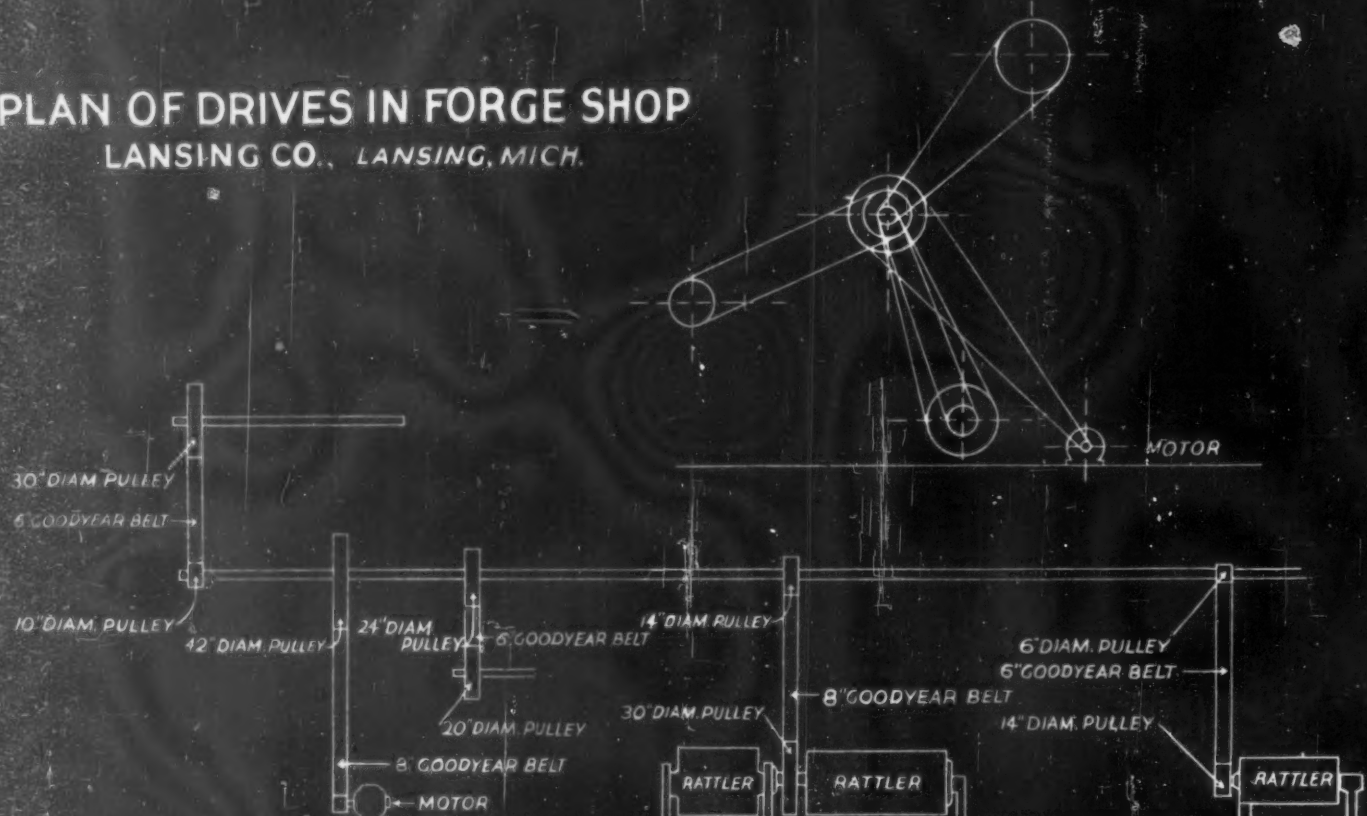 PLAN OF DRIVES IN FORGE SHOP
LANSING CO., LANSING, MICH.
MOTOR
30" DIAM. PULLEY
6" GOODYEAR BELT
10" DIAM. PULLEY
42" DIAM. PULLEY
24" DIAM
PULLEY
6" GOODYEAR BELT
20" DIAM. PULLEY
8" GOODYEAR BELT
MOTOR
14" DIAM. PULLEY
8" GOODYEAR BELT
30" DIAM. PULLEY
RATTLER
RATTLER
6" DIAM. PULLEY
6" GOODYEAR BELT
14" DIAM. PULLEY
RATTLER